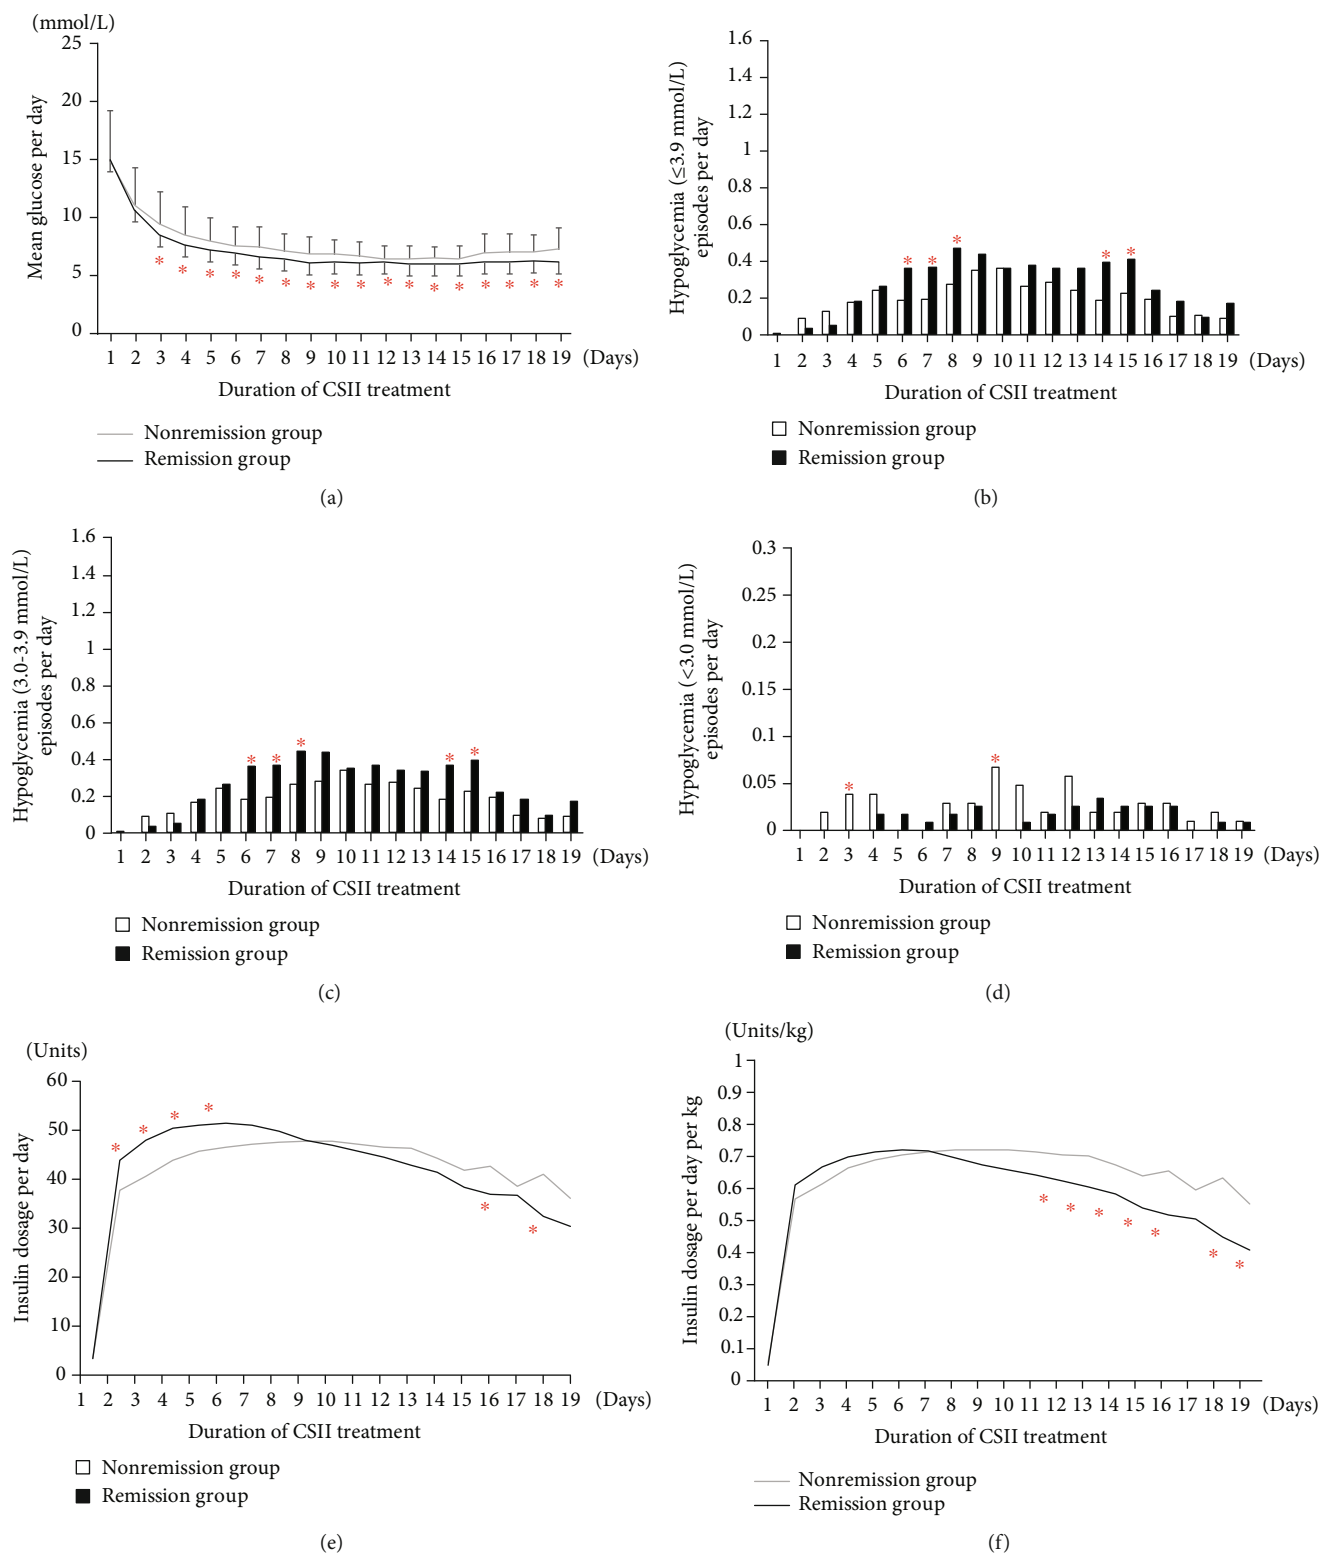 (mmol/L)
25
20
15
10
5
0
Mean glucose per day
* * * * * * * * * * * * * * * * *
1 2 3 4 5 6 7 8 9 10 11 12 13 14 15 16 17 18 19 (Days)
Duration of CSII treatment
Nonremission group
Remission group
(a)
1.6
1.4
1.2
1
0.8
0.6
0.4
0.2
0
Hypoglycemia (≤3.9 mmol/L)
episodes per day
* * * * *
1 2 3 4 5 6 7 8 9 10 11 12 13 14 15 16 17 18 19 (Days)
Duration of CSII treatment
Nonremission group
Remission group
(b)
1.6
1.4
1.2
1
0.8
0.6
0.4
0.2
0
Hypoglycemia (3.0-3.9 mmol/L)
episodes per day
* * * * *
1 2 3 4 5 6 7 8 9 10 11 12 13 14 15 16 17 18 19 (Days)
Duration of CSII treatment
Nonremission group
Remission group
(c)
0.3
0.25
0.2
0.15
0.1
0.05
0
Hypoglycemia (<3.0 mmol/L)
episodes per day
* *
1 2 3 4 5 6 7 8 9 10 11 12 13 14 15 16 17 18 19 (Days)
Duration of CSII treatment
Nonremission group
Remission group
(d)
(Units)
60
50
40
30
20
10
0
Insulin dosage per day
* * * * * *
1 2 3 4 5 6 7 8 9 10 11 12 13 14 15 16 17 18 19 (Days)
Duration of CSII treatment
Nonremission group
Remission group
(e)
(Units/kg)
1
0.9
0.8
0.7
0.6
0.5
0.4
0.3
0.2
0.1
0
Insulin dosage per day per kg
* * * * * * *
1 2 3 4 5 6 7 8 9 10 11 12 13 14 15 16 17 18 19 (Days)
Duration of CSII treatment
Nonremission group
Remission group
(f)